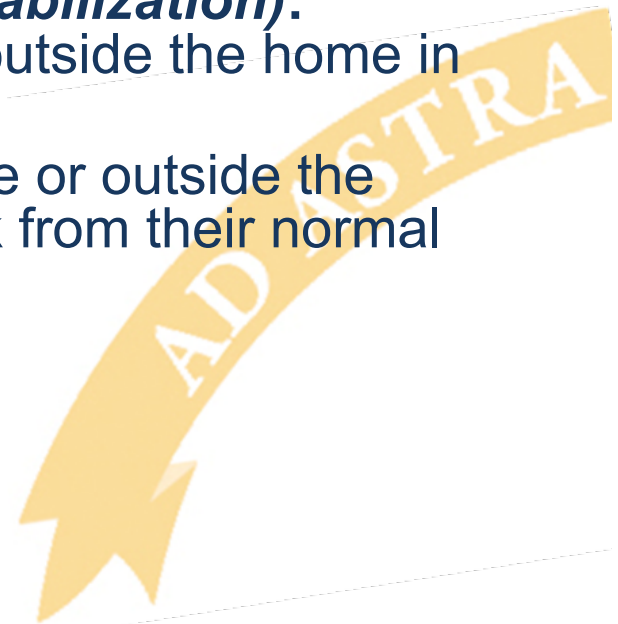 abilization).
outside the home in
e or outside the
from their normal
AD ASTRA